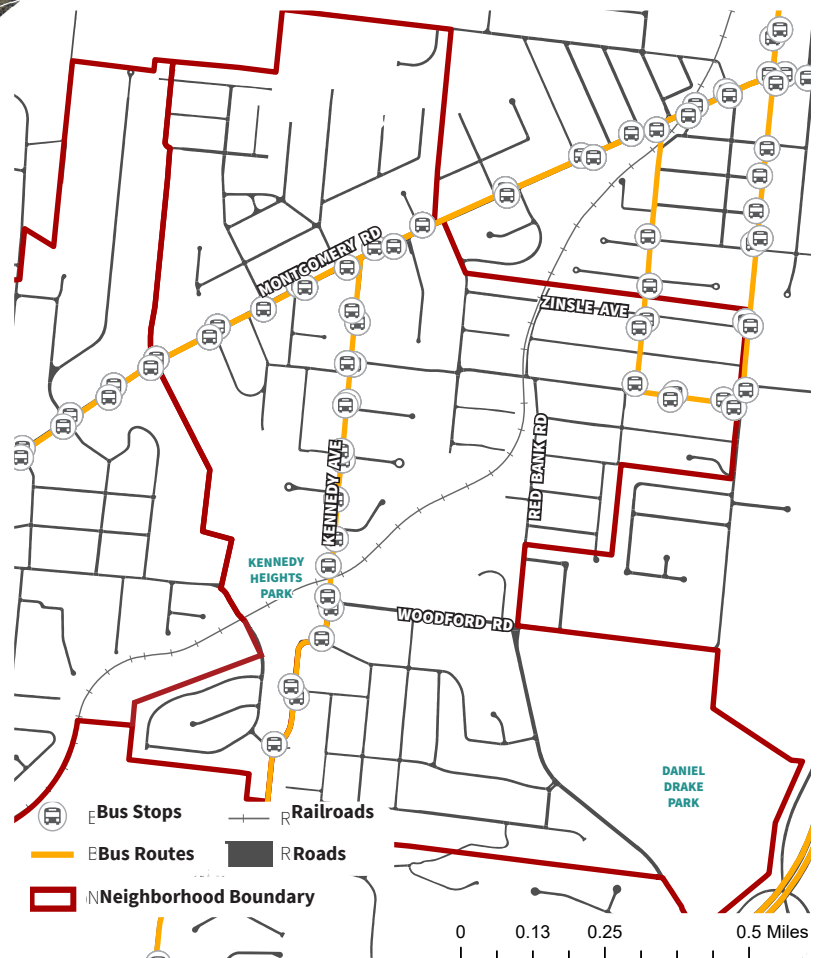 MONTGOMERY RD
ZINSLE AVE
KENNEDY AVE
RED BANK RD
KENNEDY
HEIGHTS
PARK
WOODFORD RD
DANIEL
DRAKE
PARK
Bus Stops
Railroads
Bus Routes
Roads
Neighborhood Boundary
0 0.13 0.25 0.5 Miles